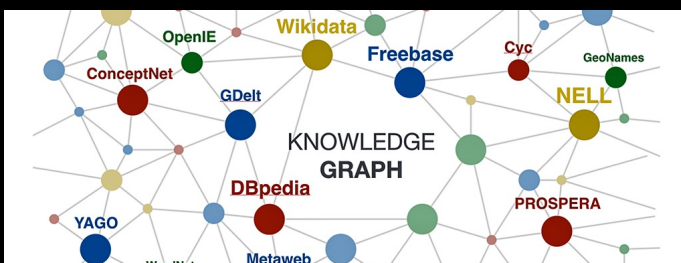 Wikidata
OpenIE
Freebase
Cyc
GeoNames
ConceptNet
GDelt
NELL
KNOWLEDGE
GRAPH
DBpedia
PROSPERA
YAGO
Metaweb